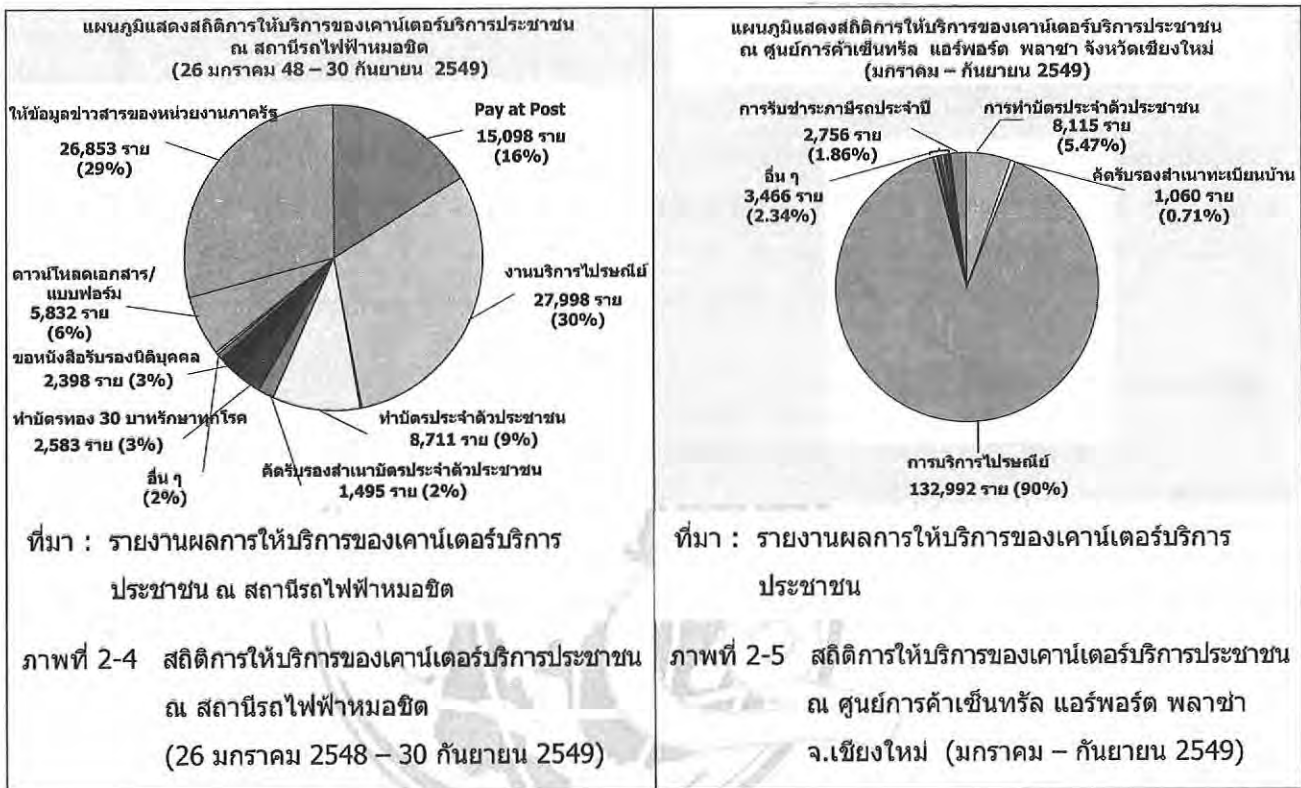 แผนภูมิแสดงสถิติการให้บริการของเคาน์เตอร์บริการประชาชน
ณ สถานีรถไฟฟ้าหมอชิต
(26 มกราคม 48 – 30 กันยายน 2549)
ให้ข้อมูลข่าวสารของหน่วยงานภาครัฐ
26,853 ราย
(29%)
Pay at Post
15,098 ราย
(16%)
งานบริการไปรษณีย์
27,998 ราย
(30%)
ดาวน์โหลดเอกสาร/
แบบฟอร์ม
5,832 ราย
(6%)
ขอหนังสือรับรองนิติบุคคล
2,398 ราย (3%)
ทำบัตรทอง 30 บาทรักษาทุกโรค
2,583 ราย (3%)
อื่น ๆ
(2%)
ทำบัตรประจำตัวประชาชน
8,711 ราย (9%)
คัดรับรองสำเนาบัตรประจำตัวประชาชน
1,495 ราย (2%)
ที่มา : รายงานผลการให้บริการของเคาน์เตอร์บริการ
ประชาชน ณ สถานีรถไฟฟ้าหมอชิต
ภาพที่ 2-4 สถิติการให้บริการของเคาน์เตอร์บริการประชาชน
ณ สถานีรถไฟฟ้าหมอชิต
(26 มกราคม 2548 – 30 กันยายน 2549)
แผนภูมิแสดงสถิติการให้บริการของเคาน์เตอร์บริการประชาชน
ณ ศูนย์การค้าเซ็นทรัล แอร์พอร์ต พลาซา จังหวัดเชียงใหม่
(มกราคม – กันยายน 2549)
การรับชำระภาษีรถประจำปี
2,756 ราย
(1.86%)
การทำบัตรประจำตัวประชาชน
8,115 ราย
(5.47%)
อื่น ๆ
3,466 ราย
(2.34%)
คัดรับรองสำเนาทะเบียนบ้าน
1,060 ราย
(0.71%)
การบริการไปรษณีย์
132,992 ราย (90%)
ที่มา : รายงานผลการให้บริการของเคาน์เตอร์บริการ
ประชาชน
ภาพที่ 2-5 สถิติการให้บริการของเคาน์เตอร์บริการประชาชน
ณ ศูนย์การค้าเซ็นทรัล แอร์พอร์ต พลาซ่า
จ.เชียงใหม่ (มกราคม – กันยายน 2549)